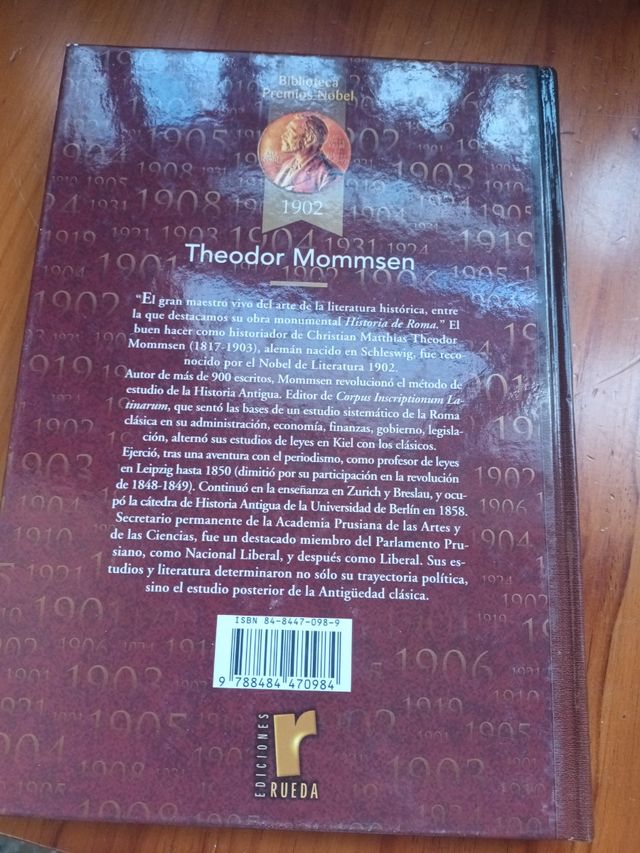 Biblioteca
Premios Nobel
1902
Theodor Mommsen
“El gran maestro vivo del arte de la literatura histórica, entre
la que destacamos su obra monumental Historia de Roma.” El
buen hacer como historiador de Christian Matthias Theodor
Mommsen (1817-1903), alemán nacido en Schleswig, fue reco-
nocido por el Nobel de Literatura 1902.
Autor de más de 900 escritos, Mommsen revolucionó el método de
estudio de la Historia Antigua. Editor de Corpus Inscriptionum La-
tinarum, que sentó las bases de un estudio sistemático de la Roma
clásica en su administración, economía, finanzas, gobierno, legisla-
ción, alternó sus estudios de leyes en Kiel con los clásicos.
Ejerció, tras una aventura con el periodismo, como profesor de leyes
en Leipzig hasta 1850 (dimitió por su participación en la revolución
de 1848-1849). Continuó en la enseñanza en Zurich y Breslau, y ocu-
pó la cátedra de Historia Antigua de la Universidad de Berlín en 1858.
Secretario permanente de la Academia Prusiana de las Artes y
de las Ciencias, fue un destacado miembro del Parlamento Pru-
siano, como Nacional Liberal, y después como Liberal. Sus es-
tudios y literatura determinaron no sólo su trayectoria política,
sino el estudio posterior de la Antigüedad clásica.
ISBN 84-8447-098-9
9 788484 470984
EDICIONES
r
RUEDA